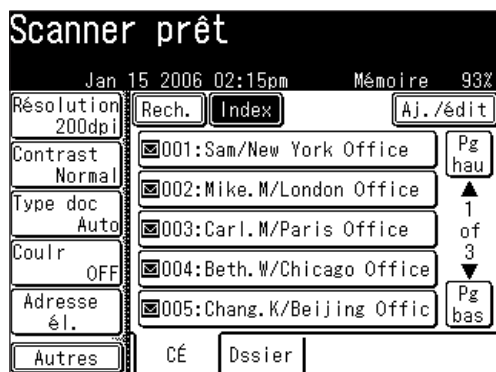 Scanner prêt
Jan 15 2006 02:15pm Mémoire 93%
Résolution
200dpi
Contrast
Normal
Type doc
Auto
Coulr
OFF
Adresse
él.
Autres
Rech. Index Aj./édit
001:Sam/New York Office
002:Mike.M/London Office
003:Carl.M/Paris Office
004:Beth.W/Chicago Office
005:Chang.K/Beijing Offic
Pg
hau
1
of
3
Pg
bas
CÉ Dssier